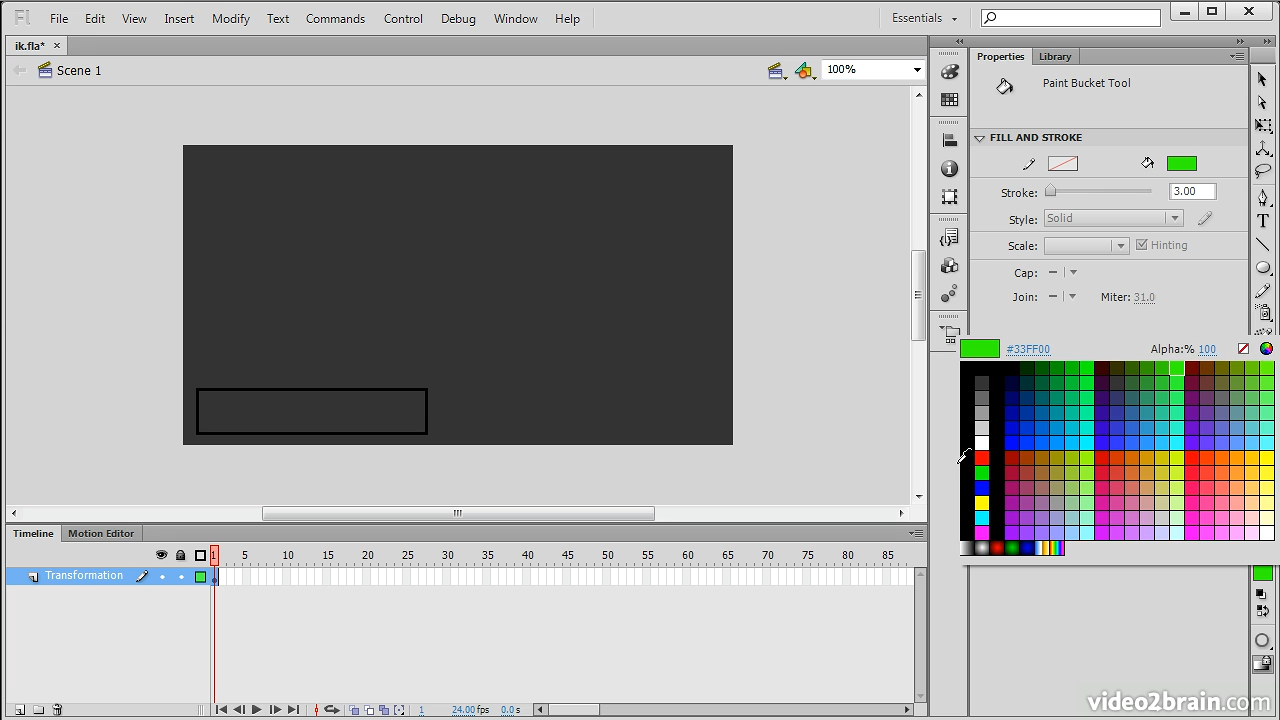 Fl File Edit View Insert Modify Text Commands Control Debug Window Help Essentials
ik.fla* ×
Scene 1 100%
Properties Library
Paint Bucket Tool
FILL AND STROKE
Stroke: 3.00
Style: Solid
Scale: Hinting
Cap:
Join: Miter: 31.0
#33FF00 Alpha:% 100
Timeline Motion Editor
1 5 10 15 20 25 30 35 40 45 50 55 60 65 70 75 80 85
Transformation
1 24.00 fps 0.0 s
video2brain.com